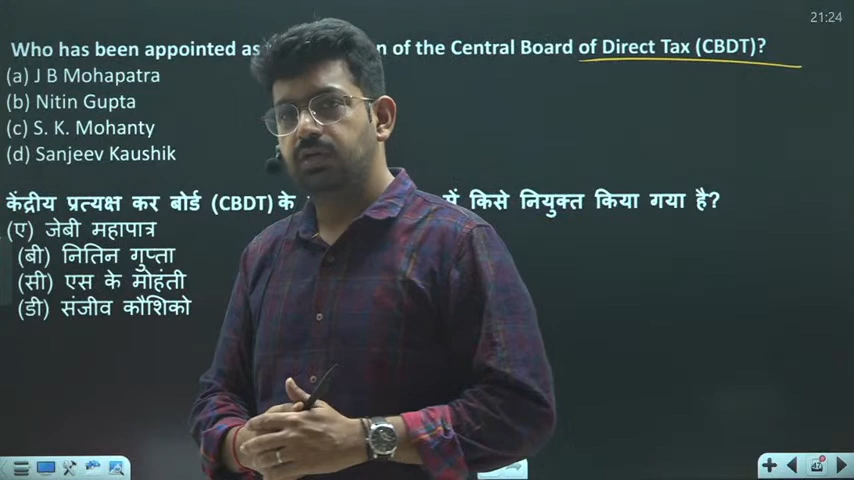 21:24
Who has been appointed as n of the Central Board of Direct Tax (CBDT)?
(a) J B Mohapatra
(b) Nitin Gupta
(c) S. K. Mohanty
(d) Sanjeev Kaushik
केंद्रीय प्रत्यक्ष कर बोर्ड (CBDT) के में किसे नियुक्त किया गया है?
(ए) जेबी महापात्र
(बी) नितिन गुप्ता
(सी) एस के मोहंती
(डी) संजीव कौशिको